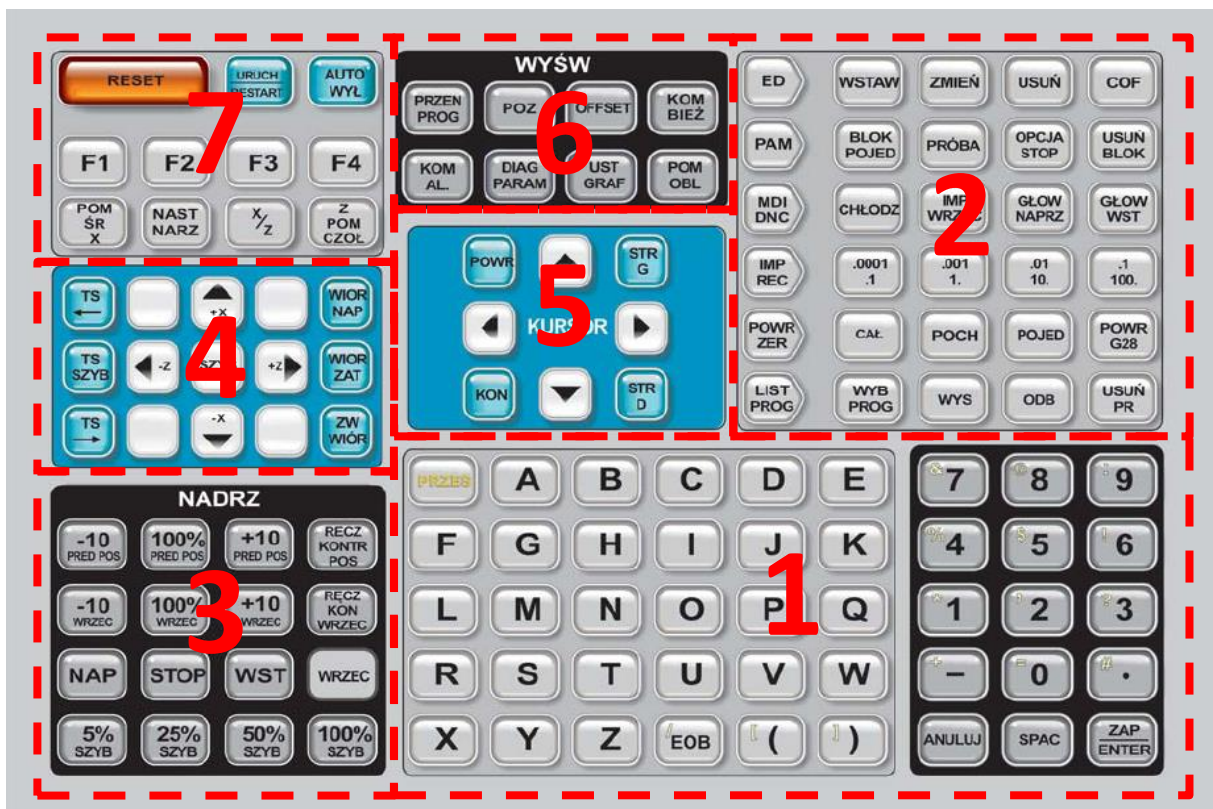 RESET
URUCH
RESTART
AUTO
WYŁ
F1 F2 F3 F4
POM
ŚR
X
NAST
NARZ
X/Z
Z
POM
CZOŁ
7
WYŚW
PRZEN
PROG
POZ
OFFSET
KOM
BIEŻ
KOM
AL.
DIAG
PARAM
UST
GRAF
POM
OBL
6
ED
WSTAW
ZMIEŃ
USUŃ
COF
PAM
BLOK
POJED
PRÓBA
OPCJA
STOP
USUŃ
BLOK
MDI
DNC
CHŁODZ
IMP
WRZEC
GŁOW
NAPRZ
GŁOW
WST
IMP
REC
.0001
.1
.001
1.
.01
10.
.1
100.
POWR
ZER
CAŁ
POCH
POJED
POWR
G28
LIST
PROG
WYB
PROG
WYS
ODB
USUŃ
PR
2
TS
+X
WIOR
NAP
TS
SZYB
-Z
SZYB
+Z
WIOR
ZAT
TS
-X
ZW
WIÓR
4
POWR
STR
G
KURSOR
KON
STR
D
5
NADRZ
-10
PRED POS
100%
PRED POS
+10
PRED POS
RECZ
KONTR
POS
-10
WRZEC
100%
WRZEC
+10
WRZEC
RĘCZ
KON
WRZEC
NAP
STOP
WST
WRZEC
5%
SZYB
25%
SZYB
50%
SZYB
100%
SZYB
3
PRZES A B C D E
F G H I J K
L M N O P Q
R S T U V W
X Y Z / EOB [ ( ] )
1
& 7 @ 8 : 9
% 4 $ 5 ! 6
* 1 , 2 ? 3
+ - = 0 # .
ANULUJ
SPAC
ZAP
ENTER